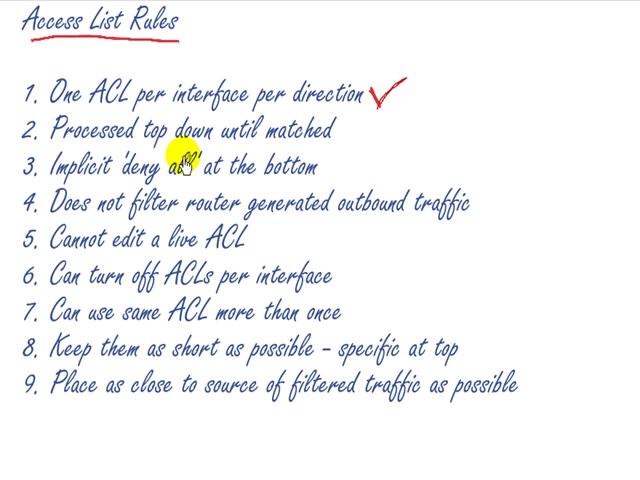 Access List Rules
1. One ACL per interface per direction
2. Processed top down until matched
3. Implicit 'deny all' at the bottom
4. Does not filter router generated outbound traffic
5. Cannot edit a live ACL
6. Can turn off ACLs per interface
7. Can use same ACL more than once
8. Keep them as short as possible – specific at top
9. Place as close to source of filtered traffic as possible